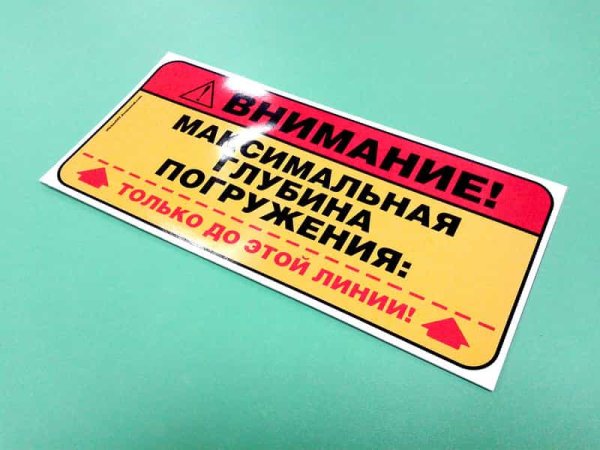 ВНИМАНИЕ!
МАКСИМАЛЬНАЯ
ГЛУБИНА
ПОГРУЖЕНИЯ:
ТОЛЬКО ДО ЭТОЙ ЛИНИИ!